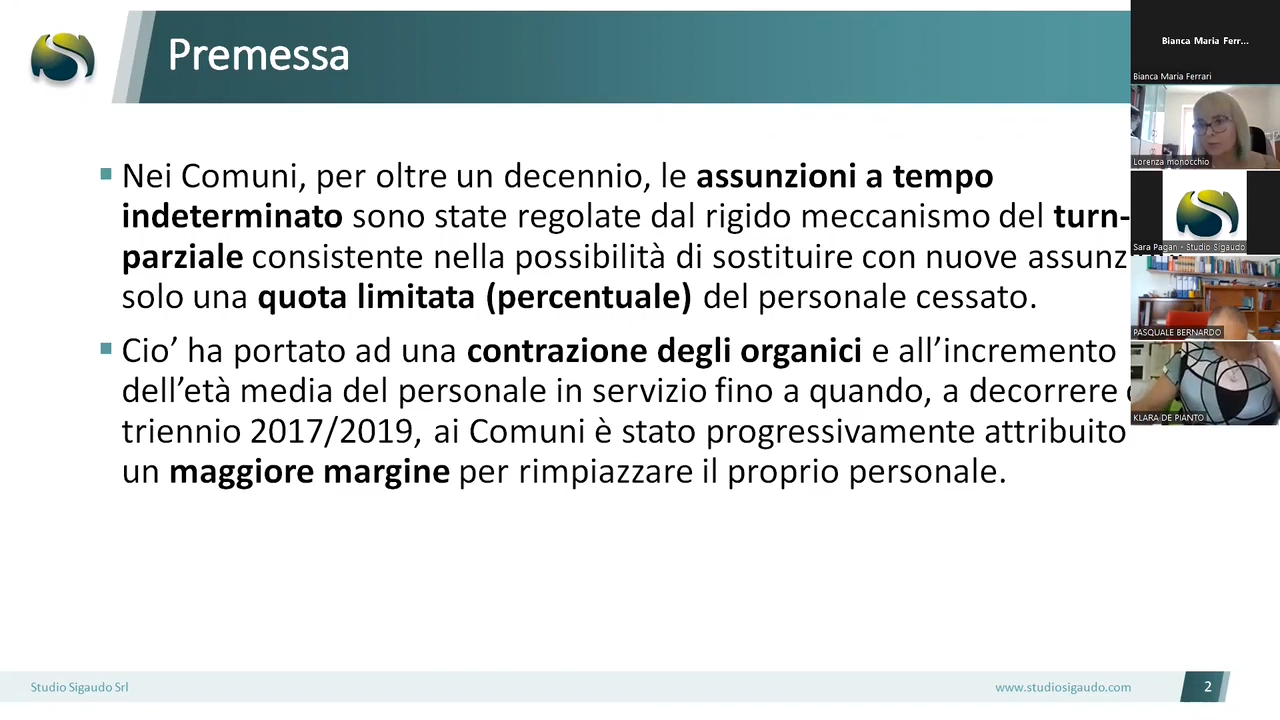 Premessa
Nei Comuni, per oltre un decennio, le assunzioni a tempo
indeterminato sono state regolate dal rigido meccanismo del turn-
parziale consistente nella possibilità di sostituire con nuove assunz
solo una quota limitata (percentuale) del personale cessato.
Cio’ ha portato ad una contrazione degli organici e all’incremento
dell’età media del personale in servizio fino a quando, a decorrere
triennio 2017/2019, ai Comuni è stato progressivamente attribuito
un maggiore margine per rimpiazzare il proprio personale.
Studio Sigaudo Srl
www.studiosigaudo.com
2
Bianca Maria Ferr...
Bianca Maria Ferrari
Lorenza monocchio
Sara Pagan - Studio Sigaudo
PASQUALE BERNARDO
KLARA DE PIANTO